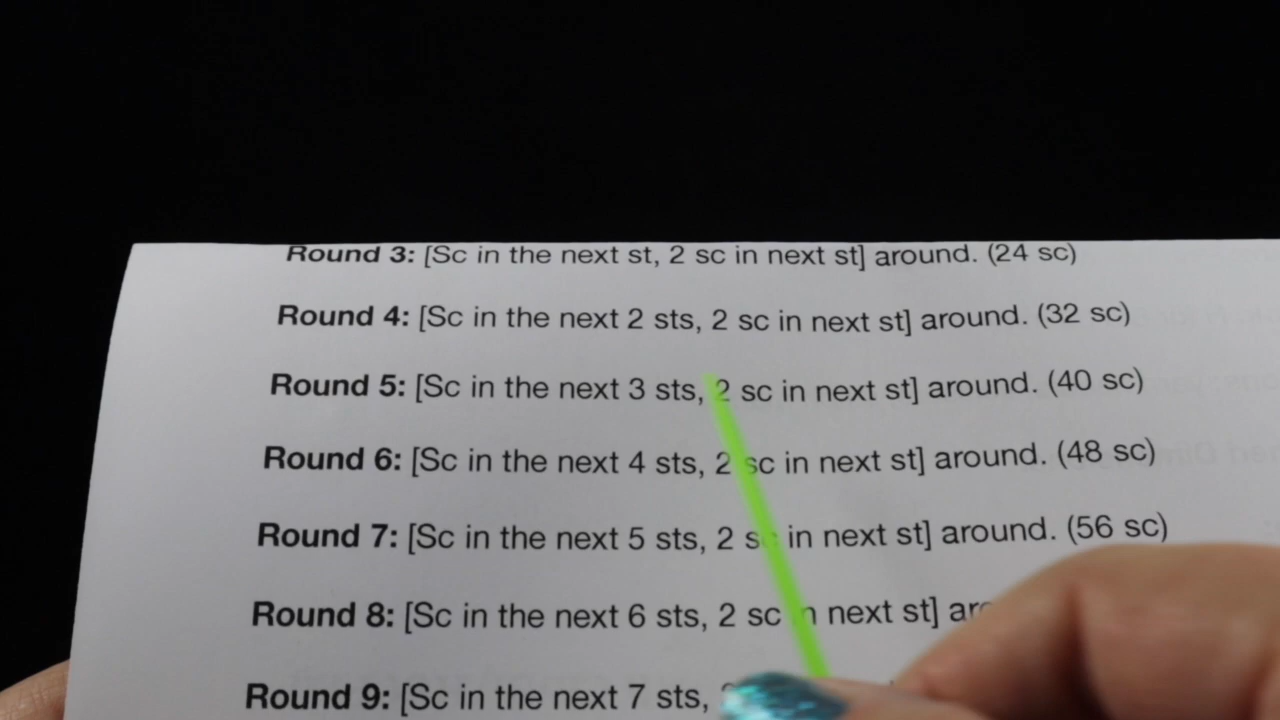 Round 3: [Sc in the next st, 2 sc in next st] around. (24 sc)
Round 4: [Sc in the next 2 sts, 2 sc in next st] around. (32 sc)
Round 5: [Sc in the next 3 sts, 2 sc in next st] around. (40 sc)
Round 6: [Sc in the next 4 sts, 2 sc in next st] around. (48 sc)
Round 7: [Sc in the next 5 sts, 2 sc in next st] around. (56 sc)
Round 8: [Sc in the next 6 sts, 2 sc in next st]
Round 9: [Sc in the next 7 sts,